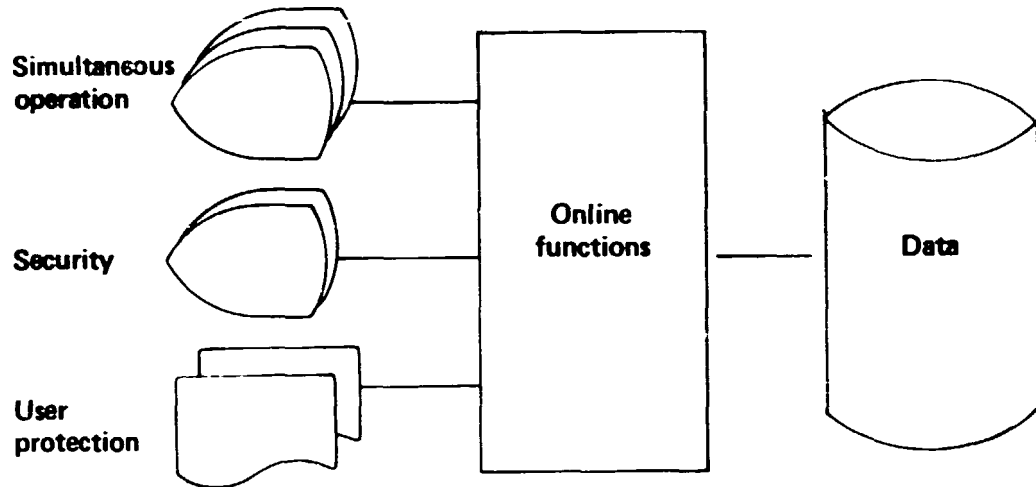 Simultaneous
operation
Security
User
protection
Online
functions
Data